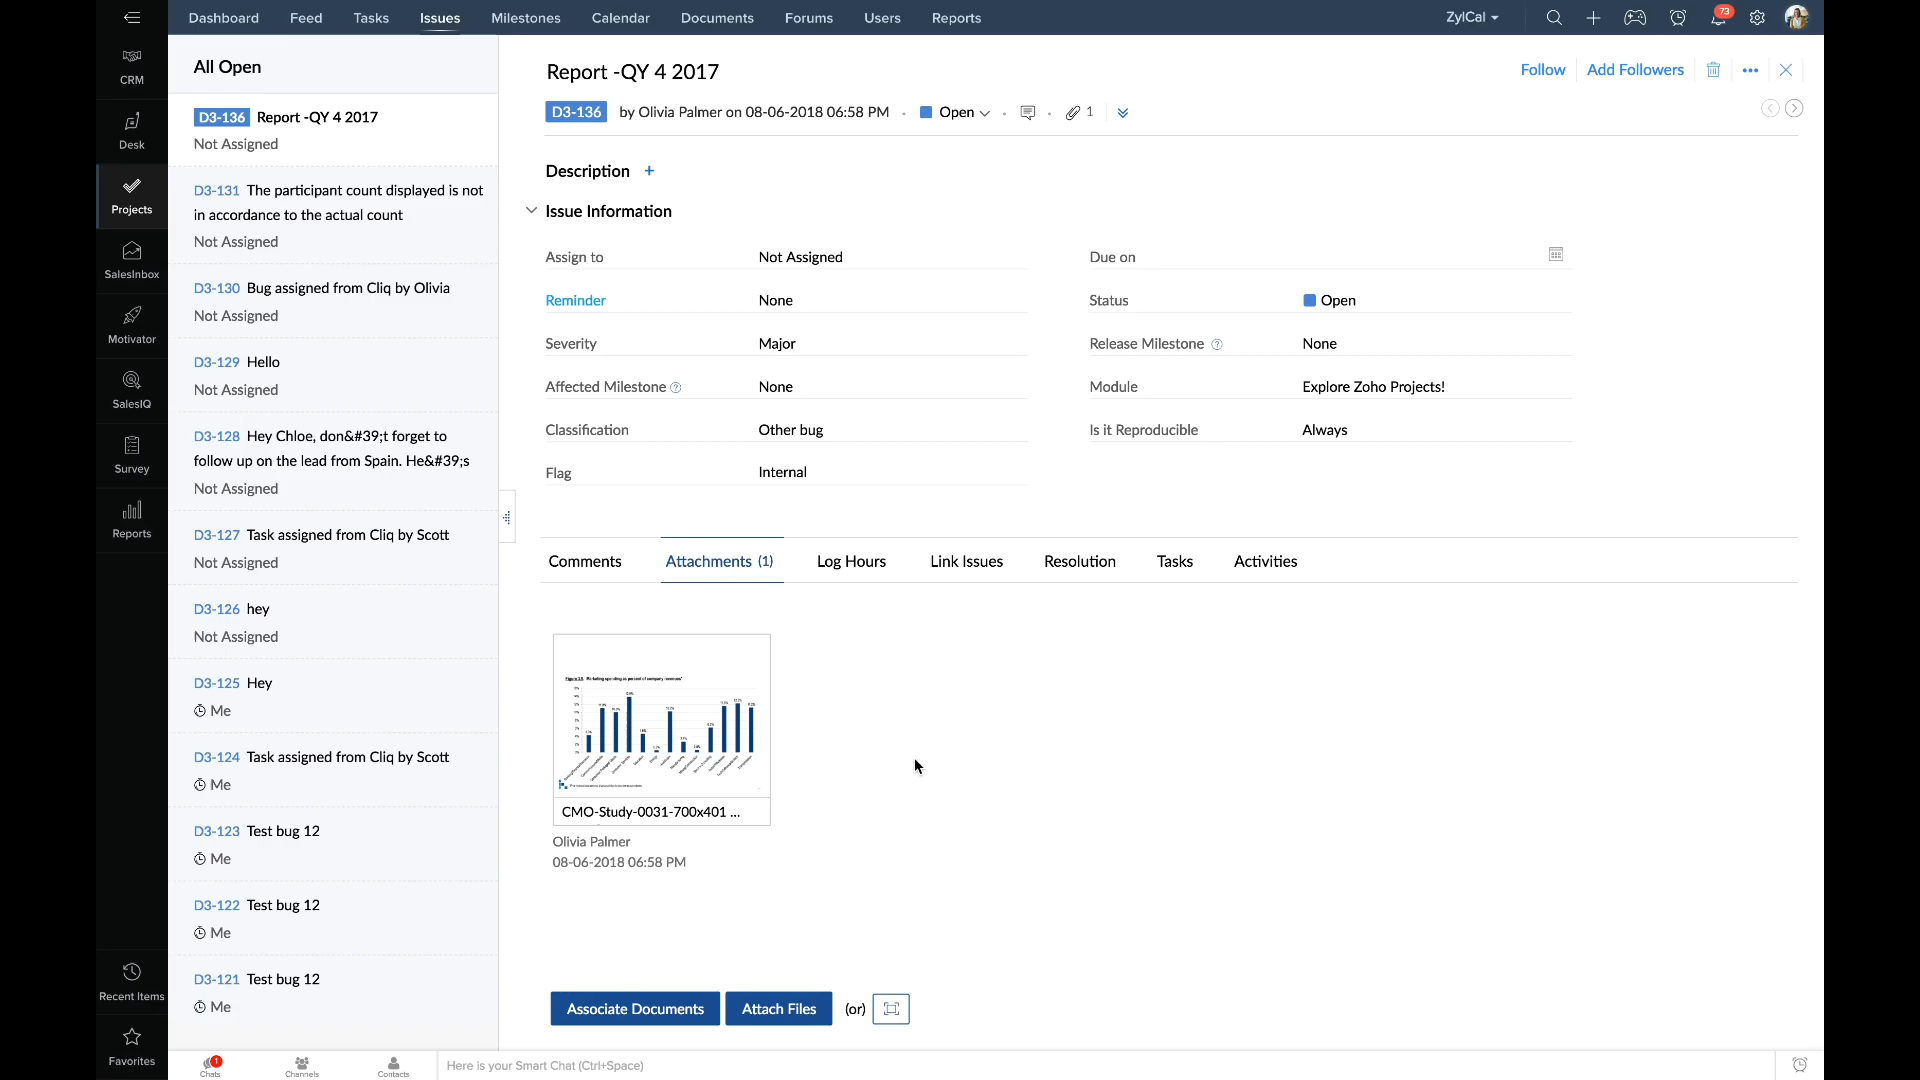 Dashboard Feed Tasks Issues Milestones Calendar Documents Forums Users Reports ZylCal 73
CRM
Desk
Projects
SalesInbox
Motivator
SalesIQ
Survey
Reports
Recent Items
Favorites
All Open
D3-136 Report -QY 4 2017
Not Assigned
D3-131 The participant count displayed is not
in accordance to the actual count
Not Assigned
D3-130 Bug assigned from Cliq by Olivia
Not Assigned
D3-129 Hello
Not Assigned
D3-128 Hey Chloe, don&#39;t forget to
follow up on the lead from Spain. He&#39;s
Not Assigned
D3-127 Task assigned from Cliq by Scott
Not Assigned
D3-126 hey
Not Assigned
D3-125 Hey
Me
D3-124 Task assigned from Cliq by Scott
Me
D3-123 Test bug 12
Me
D3-122 Test bug 12
Me
D3-121 Test bug 12
Me
Report -QY 4 2017
Follow Add Followers
D3-136 by Olivia Palmer on 08-06-2018 06:58 PM Open 1
Description +
Issue Information
Assign to Not Assigned Due on
Reminder None Status Open
Severity Major Release Milestone None
Affected Milestone None Module Explore Zoho Projects!
Classification Other bug Is it Reproducible Always
Flag Internal
Comments Attachments (1) Log Hours Link Issues Resolution Tasks Activities
Marketing spending as percent of company revenues
CMO-Study-0031-700x401 ...
Olivia Palmer
08-06-2018 06:58 PM
Associate Documents Attach Files (or)
1
Chats Channels Contacts Here is your Smart Chat (Ctrl+Space)